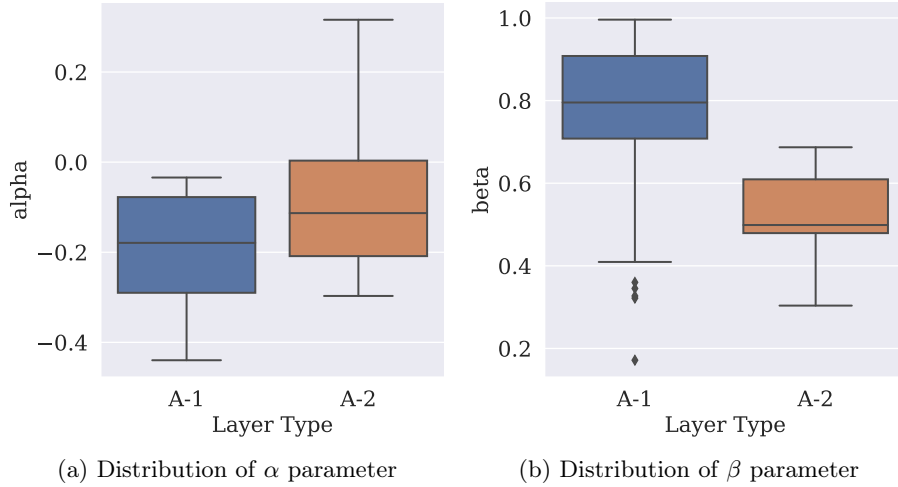 0.2
0.0
−0.2
−0.4
alpha
A-1
A-2
Layer Type
(a) Distribution of α parameter
1.0
0.8
0.6
0.4
0.2
beta
A-1
A-2
Layer Type
(b) Distribution of β parameter